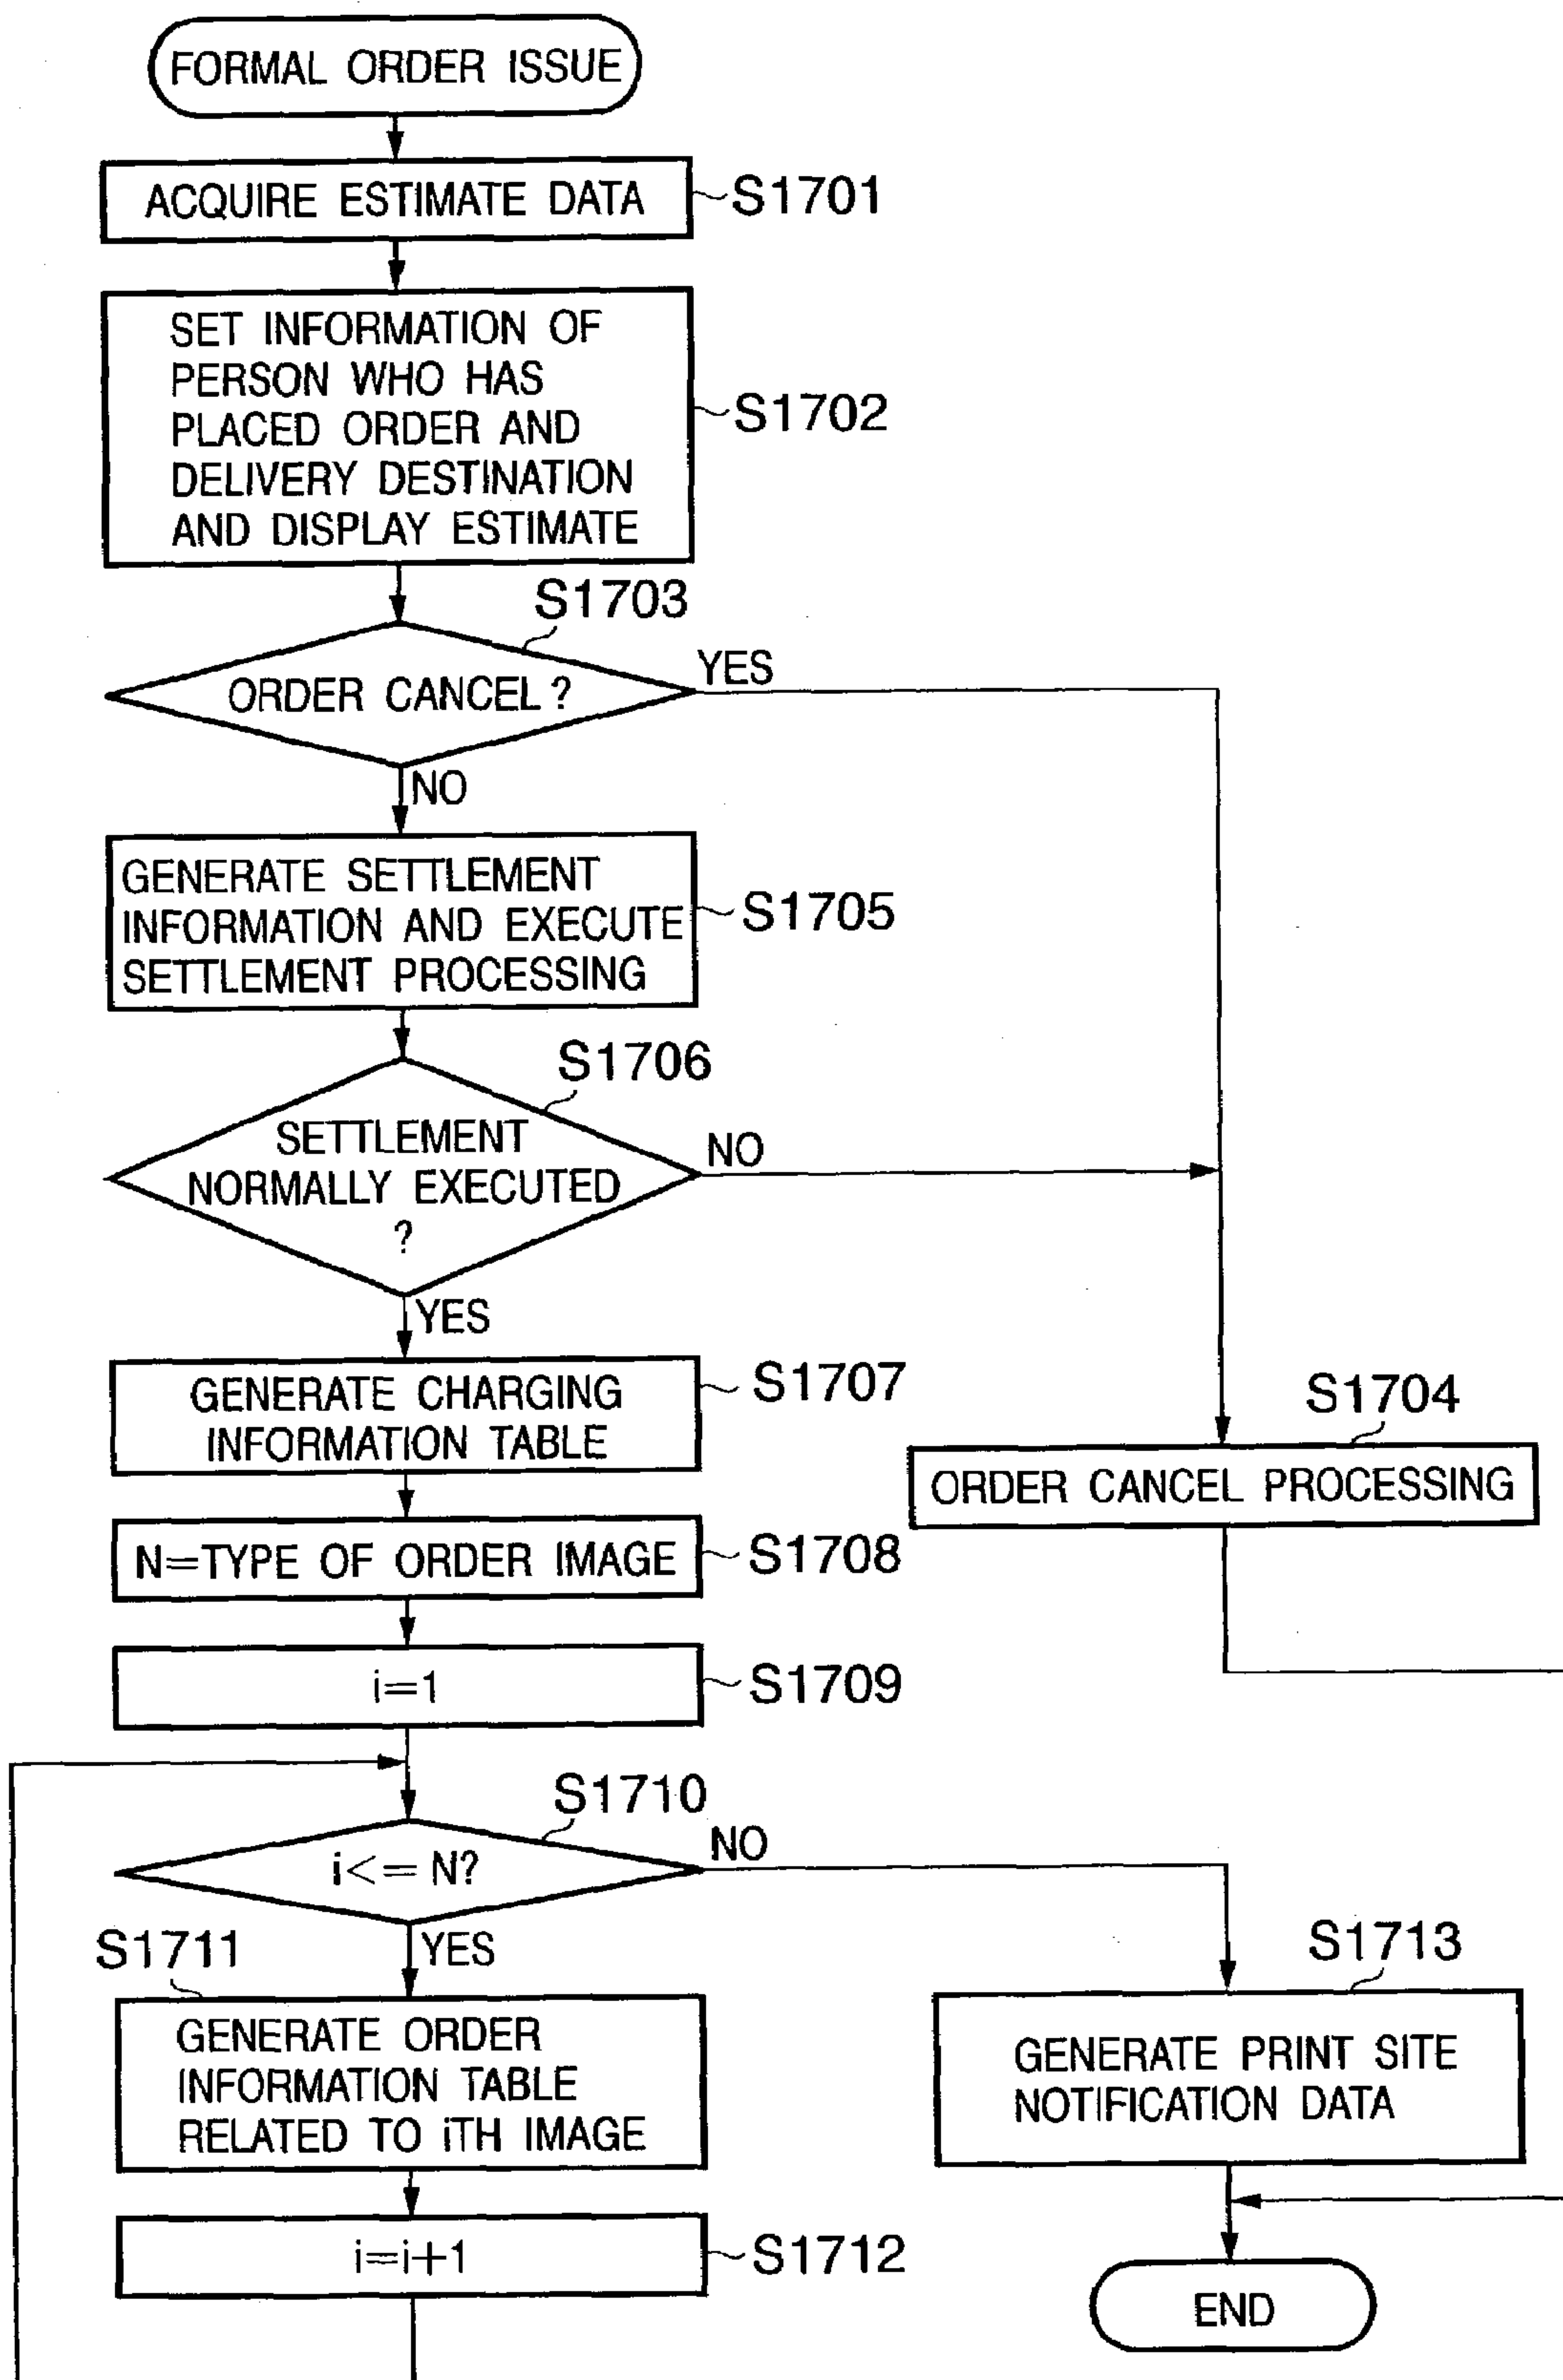 FORMAL ORDER ISSUE
ACQUIRE ESTIMATE DATA
S1701
SET INFORMATION OF
PERSON WHO HAS
PLACED ORDER AND
DELIVERY DESTINATION
AND DISPLAY ESTIMATE
S1702
S1703
ORDER CANCEL?
YES
NO
GENERATE SETTLEMENT
INFORMATION AND EXECUTE
SETTLEMENT PROCESSING
S1705
S1706
SETTLEMENT
NORMALLY EXECUTED
?
NO
YES
GENERATE CHARGING
INFORMATION TABLE
S1707
S1704
ORDER CANCEL PROCESSING
N=TYPE OF ORDER IMAGE
S1708
i=1
S1709
S1710
i<=N?
NO
YES
S1711
GENERATE ORDER
INFORMATION TABLE
RELATED TO iTH IMAGE
S1713
GENERATE PRINT SITE
NOTIFICATION DATA
i=i+1
S1712
END